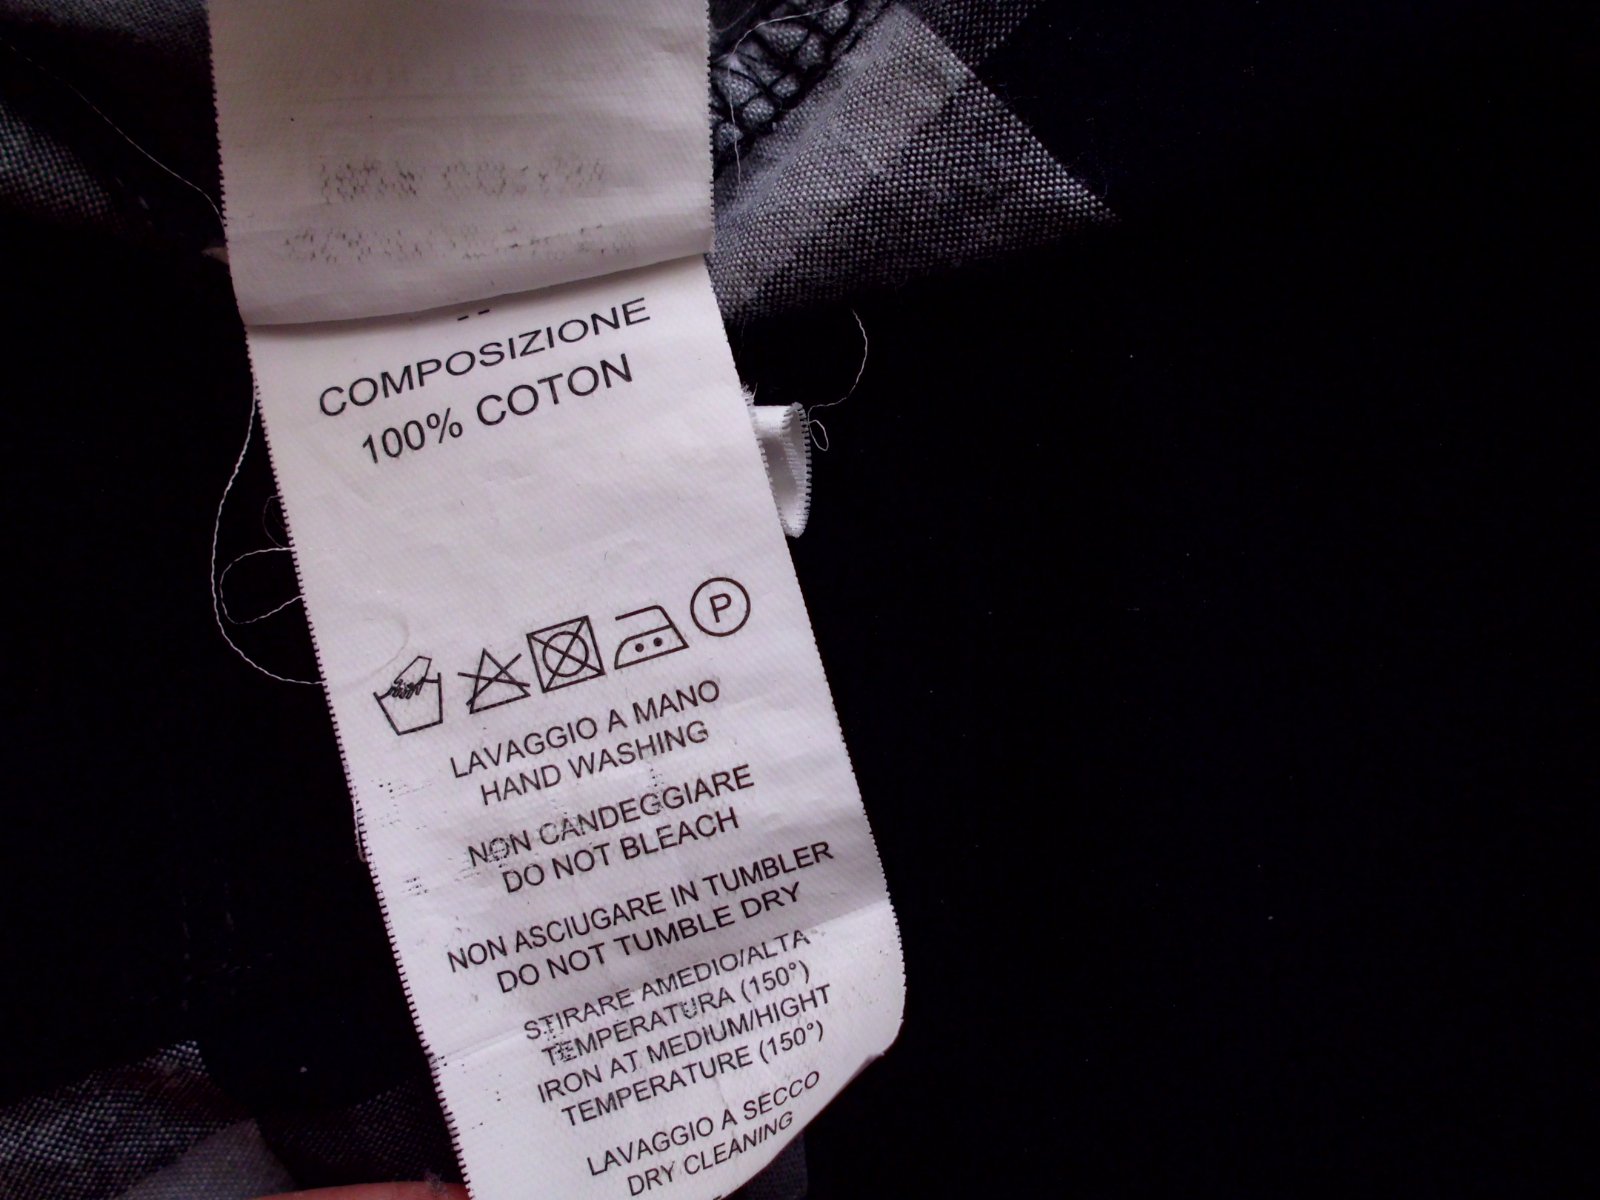 COMPOSIZIONE
100% COTON
P
LAVAGGIO A MANO
HAND WASHING
NON CANDEGGIARE
DO NOT BLEACH
NON ASCIUGARE IN TUMBLER
DO NOT TUMBLE DRY
STIRARE AMEDIO/ALTA
TEMPERATURA (150°)
IRON AT MEDIUM/HIGHT
TEMPERATURE (150°)
LAVAGGIO A SECCO
DRY CLEANING